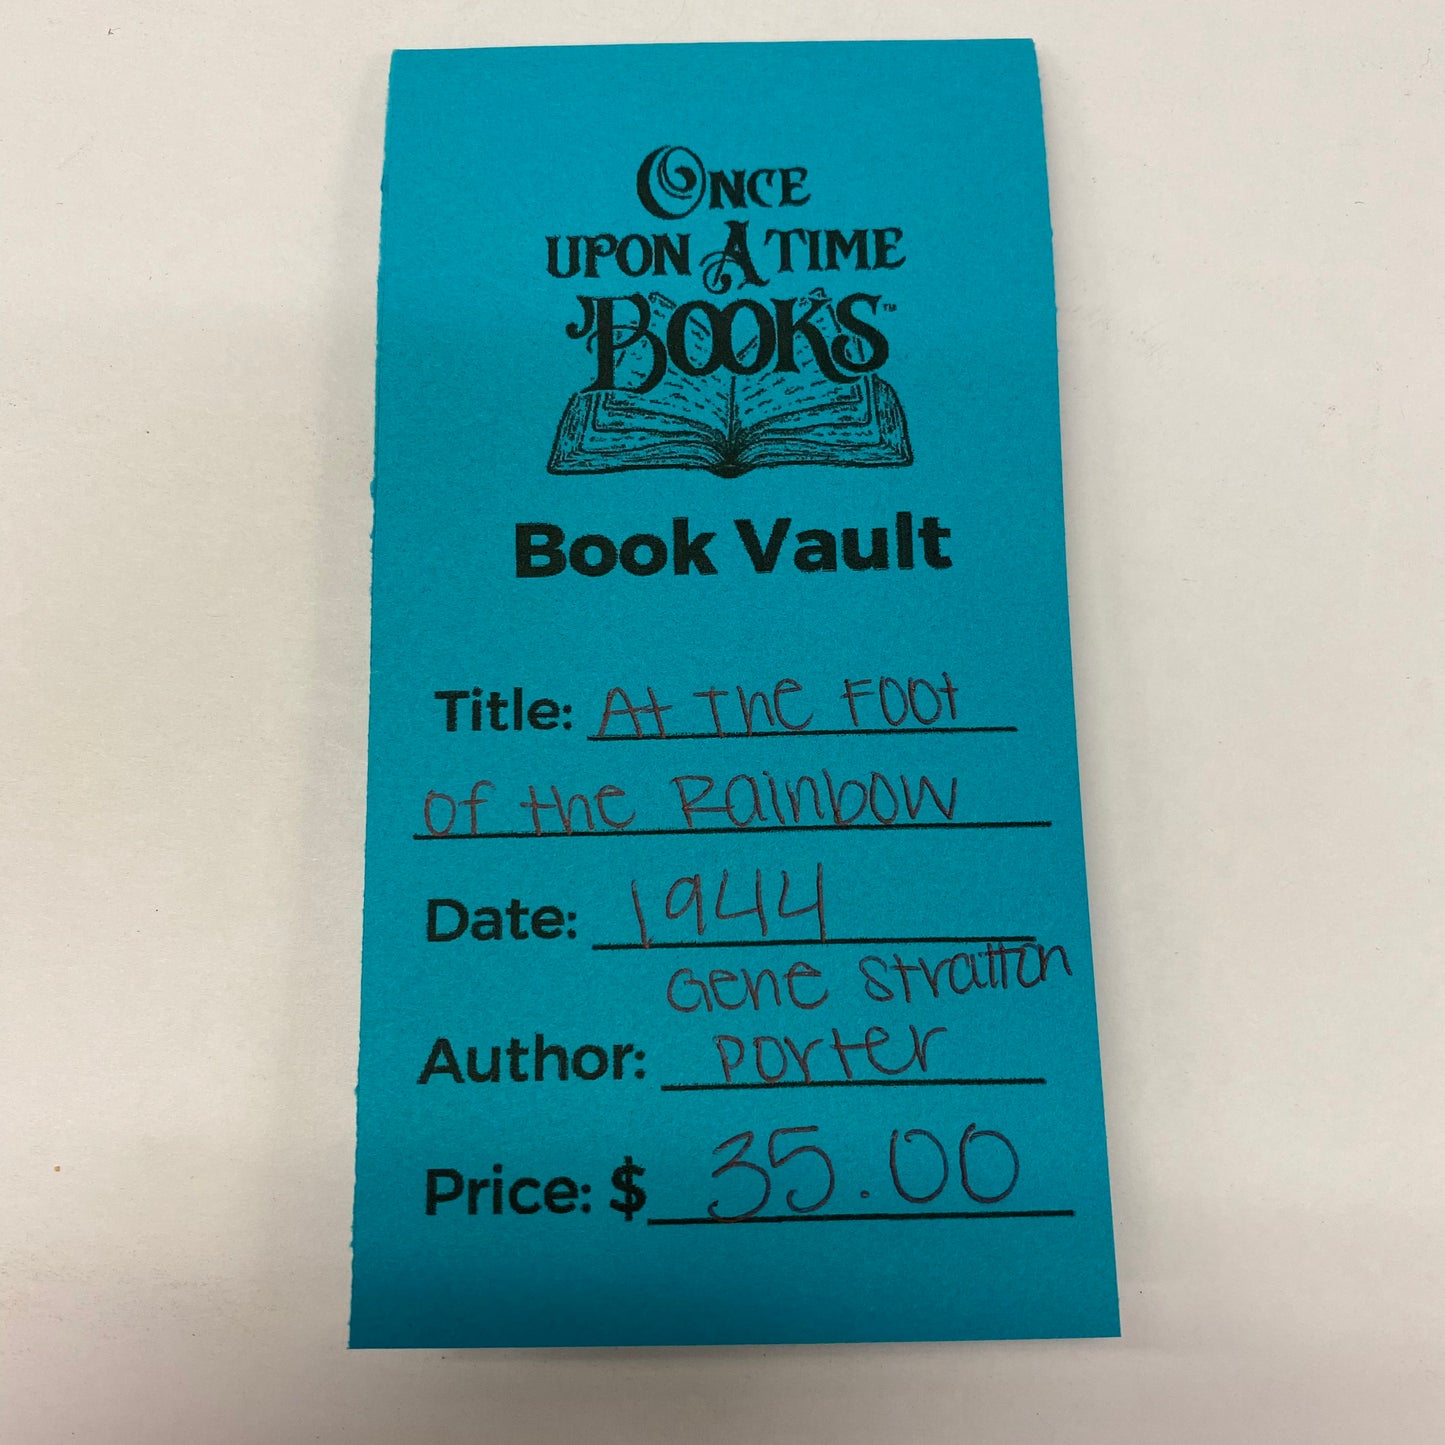 ONCE
UPON A TIME
BOOKS™
Book Vault
Title: At The Foot
of the Rainbow
Date: 1944
Gene Stratton
Author: Porter
Price: $ 35.00